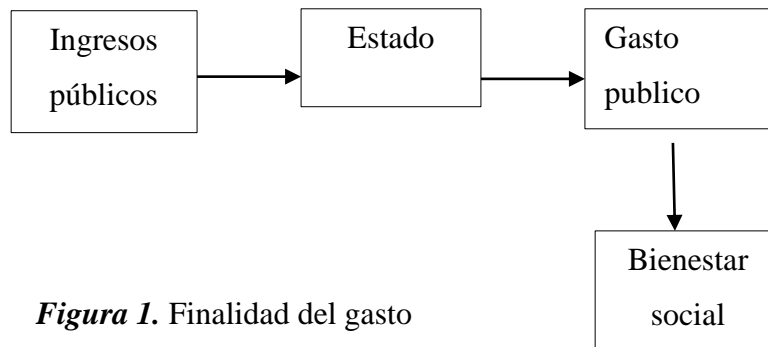 Ingresos
públicos
Estado
Gasto
publico
Bienestar
social
Figura 1. Finalidad del gasto